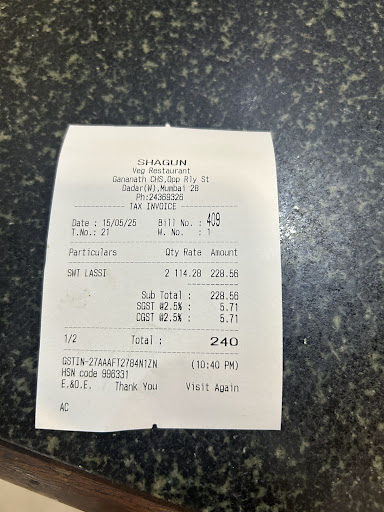 SHAGUN
Veg Restaurant
Gananath CHS,Opp Rly St
Dadar(W),Mumbai 28
Ph:24369326
TAX INVOICE
Date : 15/05/25 Bill No. : 409
T.No.: 21 W. No. : 1
Particulars Qty Rate Amount
SWT LASSI 2 114.28 228.56
Sub Total : 228.56
SGST @2.5% : 5.71
CGST @2.5% : 5.71
1/2 Total : 240
GSTIN-27AAAFT2784N1ZN (10:40 PM)
HSN code 996331
E.&O.E. Thank You Visit Again
AC